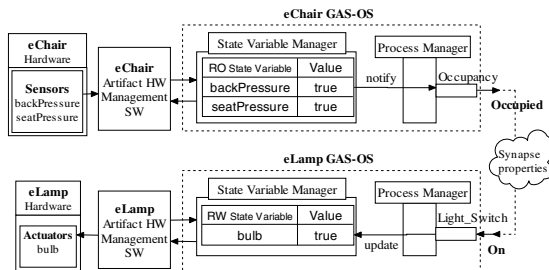 eChair GAS-OS
eChair
Hardware
Sensors
backPressure
seatPressure
eChair
Artifact HW
Management
SW
State Variable Manager
RO State Variable Value
backPressure true
seatPressure true
notify
Process Manager
Occupancy
Occupied
Synapse
properties
eLamp GAS-OS
eLamp
Hardware
Actuators
bulb
eLamp
Artifact HW
Management
SW
State Variable Manager
RW State Variable Value
bulb true
update
Process Manager
Light_Switch
On